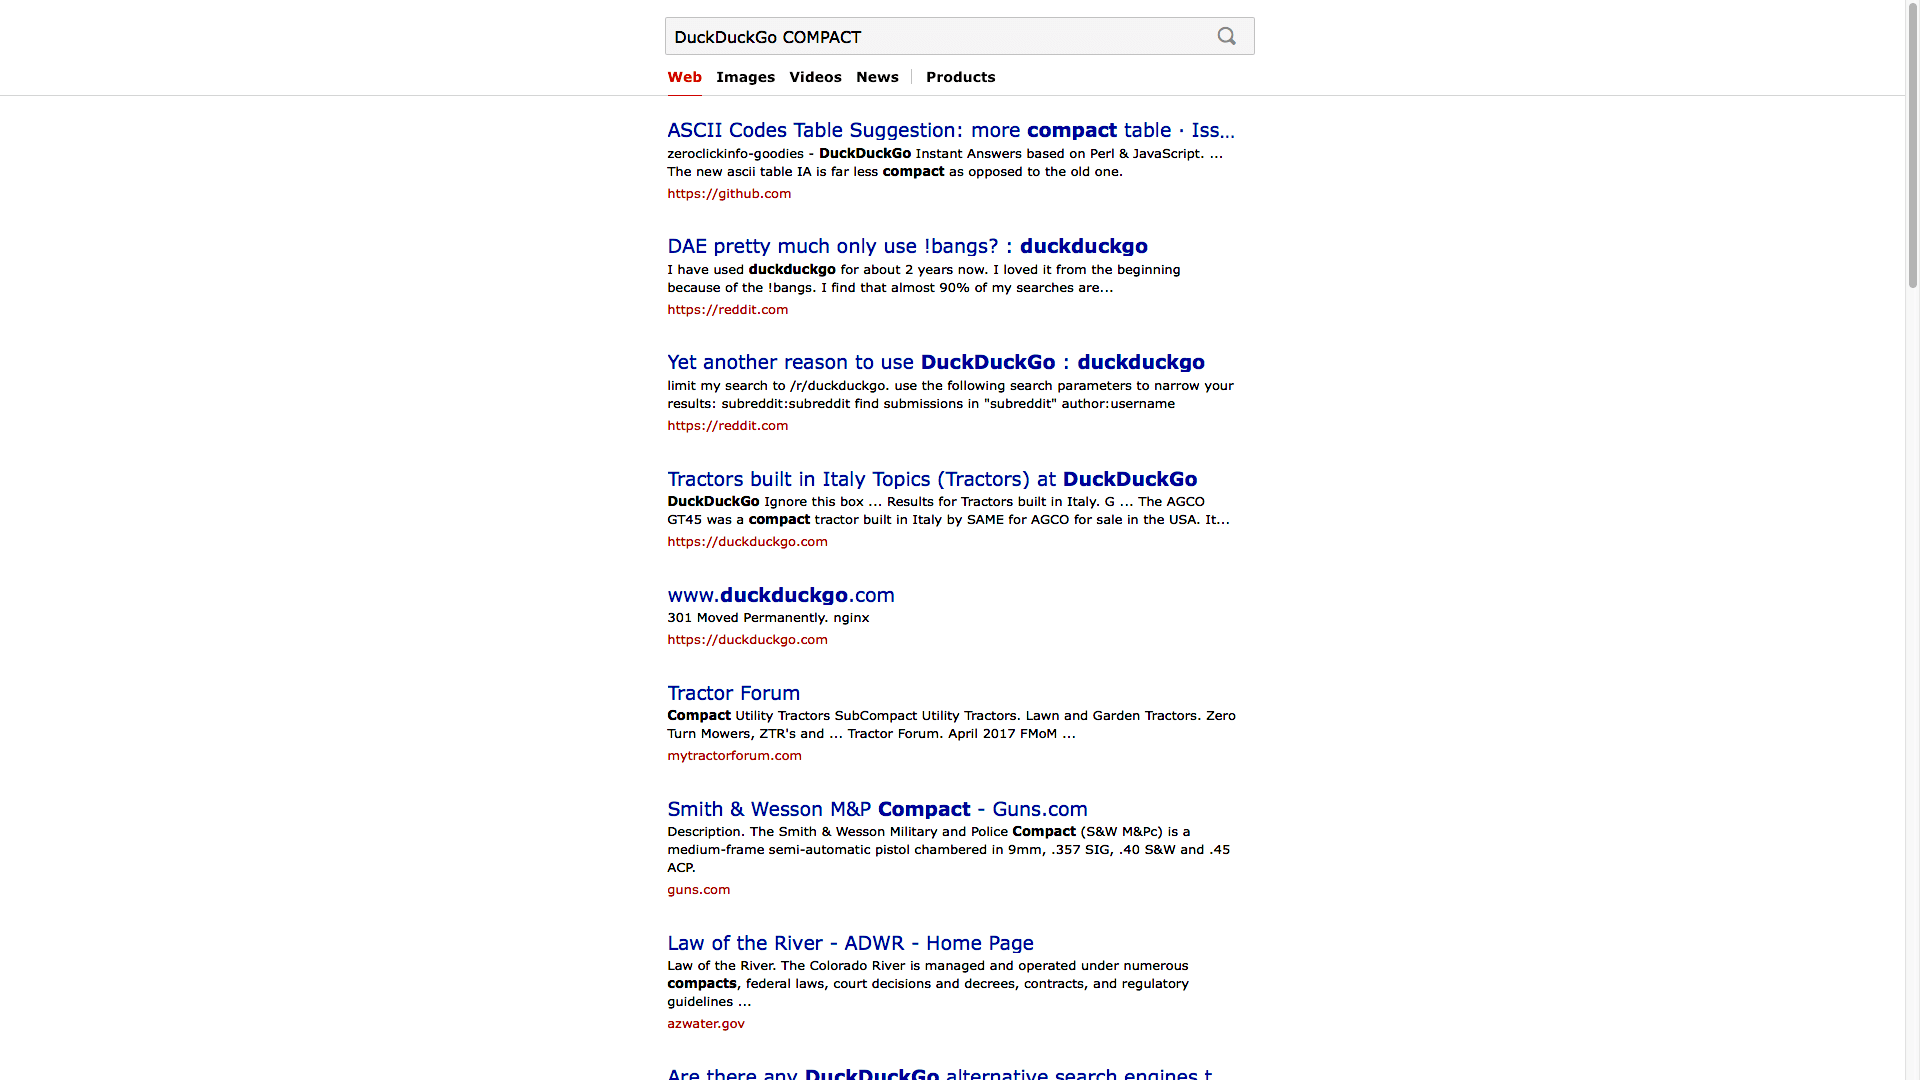 DuckDuckGo COMPACT
Web Images Videos News Products
ASCII Codes Table Suggestion: more compact table · Iss...
zeroclickinfo-goodies - DuckDuckGo Instant Answers based on Perl & JavaScript. ...
The new ascii table IA is far less compact as opposed to the old one.
https://github.com
DAE pretty much only use !bangs? : duckduckgo
I have used duckduckgo for about 2 years now. I loved it from the beginning
because of the !bangs. I find that almost 90% of my searches are...
https://reddit.com
Yet another reason to use DuckDuckGo : duckduckgo
limit my search to /r/duckduckgo. use the following search parameters to narrow your
results: subreddit:subreddit find submissions in "subreddit" author:username
https://reddit.com
Tractors built in Italy Topics (Tractors) at DuckDuckGo
DuckDuckGo Ignore this box ... Results for Tractors built in Italy. G ... The AGCO
GT45 was a compact tractor built in Italy by SAME for AGCO for sale in the USA. It...
https://duckduckgo.com
www.duckduckgo.com
301 Moved Permanently. nginx
https://duckduckgo.com
Tractor Forum
Compact Utility Tractors SubCompact Utility Tractors. Lawn and Garden Tractors. Zero
Turn Mowers, ZTR's and ... Tractor Forum. April 2017 FMoM ...
mytractorforum.com
Smith & Wesson M&P Compact - Guns.com
Description. The Smith & Wesson Military and Police Compact (S&W M&Pc) is a
medium-frame semi-automatic pistol chambered in 9mm, .357 SIG, .40 S&W and .45
ACP.
guns.com
Law of the River - ADWR - Home Page
Law of the River. The Colorado River is managed and operated under numerous
compacts, federal laws, court decisions and decrees, contracts, and regulatory
guidelines ...
azwater.gov
Are there any DuckDuckGo alternative search engines t